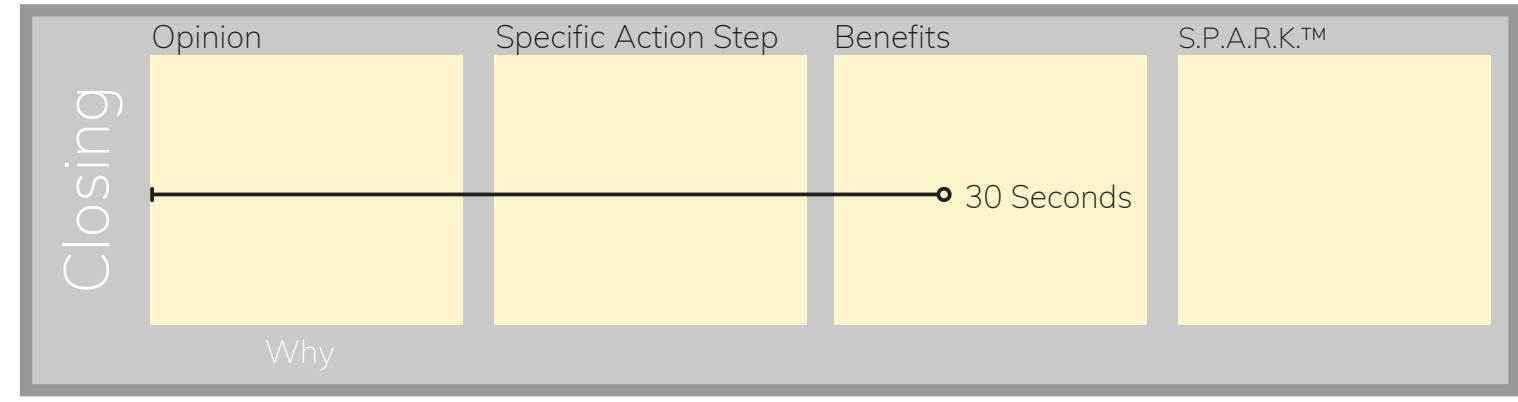 Closing
Opinion
Specific Action Step
Benefits
S.P.A.R.K.™
30 Seconds
Why